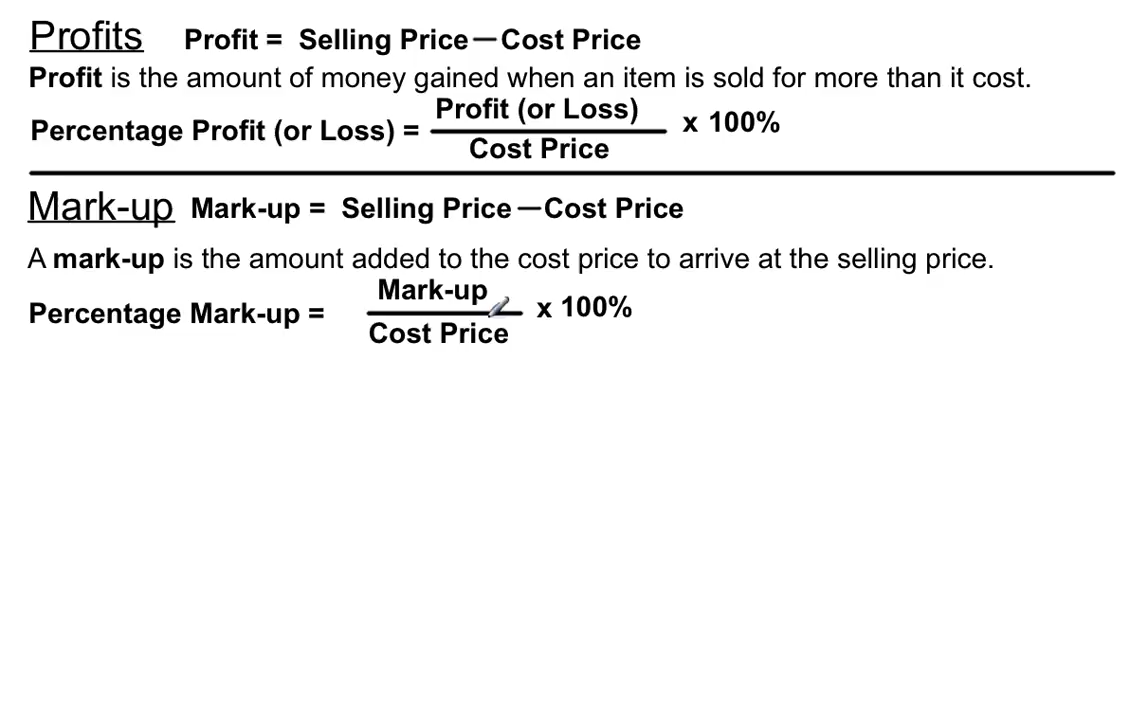 Profits Profit = Selling Price — Cost Price
Profit is the amount of money gained when an item is sold for more than it cost.
Percentage Profit (or Loss) = Profit (or Loss) / Cost Price x 100%
Mark-up Mark-up = Selling Price — Cost Price
A mark-up is the amount added to the cost price to arrive at the selling price.
Percentage Mark-up = Mark-up / Cost Price x 100%